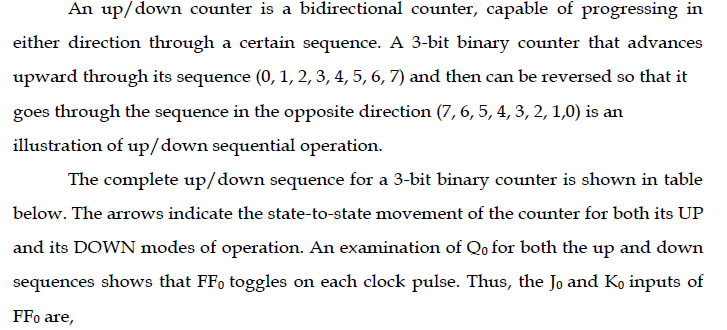 An up/down counter is a bidirectional counter, capable of progressing in
either direction through a certain sequence. A 3-bit binary counter that advances
upward through its sequence (0, 1, 2, 3, 4, 5, 6, 7) and then can be reversed so that it
goes through the sequence in the opposite direction (7, 6, 5, 4, 3, 2, 1,0) is an
illustration of up/down sequential operation.
The complete up/down sequence for a 3-bit binary counter is shown in table
below. The arrows indicate the state-to-state movement of the counter for both its UP
and its DOWN modes of operation. An examination of Q₀ for both the up and down
sequences shows that FF₀ toggles on each clock pulse. Thus, the J₀ and K₀ inputs of
FF₀ are,